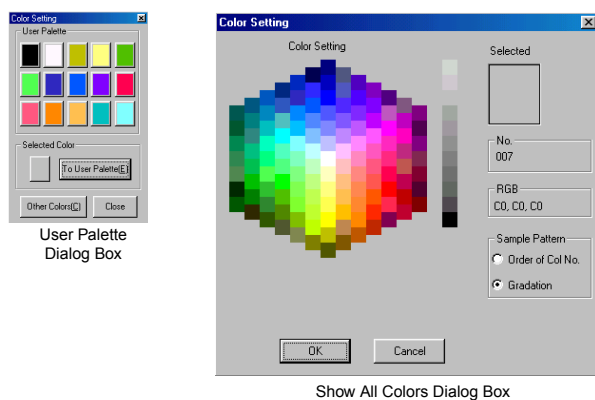 Color Setting
User Palette
Selected Color
To User Palette(E)
Other Colors(C)
Close
User Palette
Dialog Box
Color Setting
Color Setting
Selected
No.
007
RGB
C0, C0, C0
Sample Pattern
Order of Col No.
Gradation
OK
Cancel
Show All Colors Dialog Box